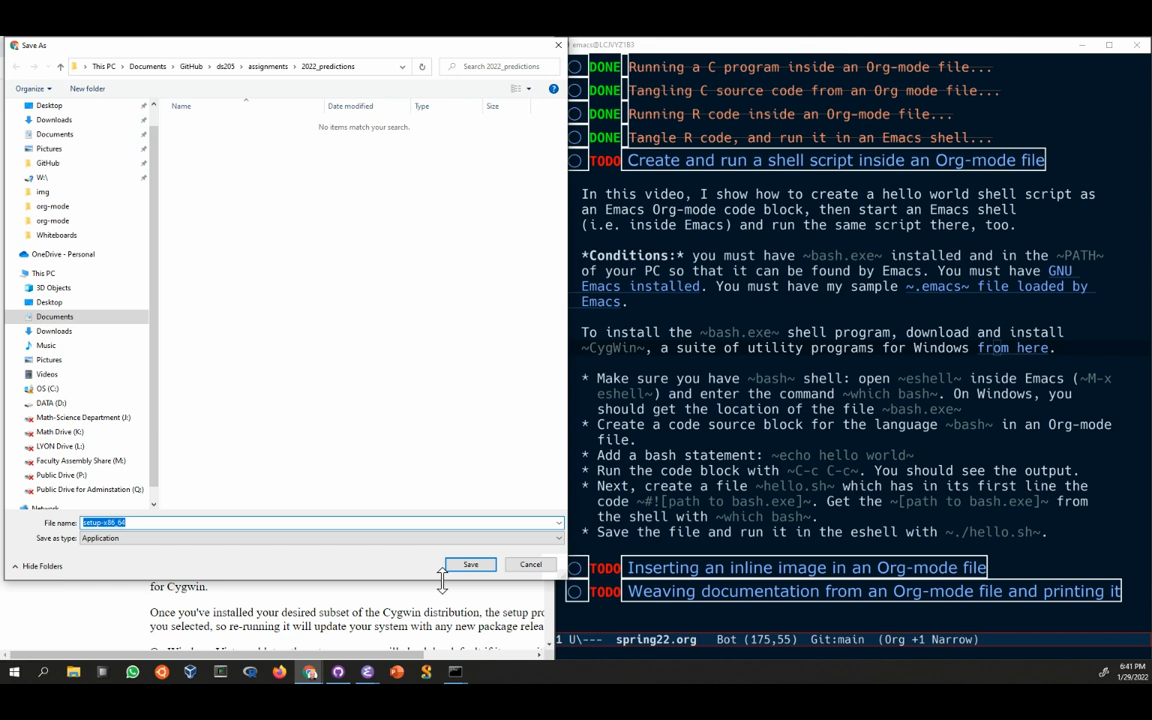 Save As
This PC > Documents > GitHub > ds205 > assignments > 2022_predictions
Search 2022_predictions
Organize
New folder
Name
Date modified
Type
Size
No items match your search.
Desktop
Downloads
Documents
Pictures
GitHub
W:\
img
org-mode
org-mode
Whiteboards
OneDrive - Personal
This PC
3D Objects
Desktop
Documents
Downloads
Music
Pictures
Videos
OS (C:)
DATA (D:)
Math-Science Department (J:)
Math Drive (K:)
LYON Drive (L:)
Faculty Assembly Share (M:)
Public Drive (P:)
Public Drive for Adminstation (Q:)
Network
File name: setup-x86_64
Save as type: Application
Hide Folders
Save
Cancel
for Cygwin.
Once you've installed your desired subset of the Cygwin distribution, the setup pro
you selected, so re-running it will update your system with any new package relea
emacs@LCJVYZ1B3
DONE Running a C program inside an Org-mode file...
DONE Tangling C source code from an Org mode file...
DONE Running R code inside an Org-mode file...
DONE Tangle R code, and run it in an Emacs shell...
TODO Create and run a shell script inside an Org-mode file
In this video, I show how to create a hello world shell script as
an Emacs Org-mode code block, then start an Emacs shell
(i.e. inside Emacs) and run the same script there, too.
*Conditions:* you must have ~bash.exe~ installed and in the ~PATH~
of your PC so that it can be found by Emacs. You must have GNU
Emacs installed. You must have my sample ~.emacs~ file loaded by
Emacs.
To install the ~bash.exe~ shell program, download and install
~CygWin~, a suite of utility programs for Windows from here.
* Make sure you have ~bash~ shell: open ~eshell~ inside Emacs (~M-x
eshell~) and enter the command ~which bash~. On Windows, you
should get the location of the file ~bash.exe~
* Create a code source block for the language ~bash~ in an Org-mode
file.
* Add a bash statement: ~echo hello world~
* Run the code block with ~C-c C-c~. You should see the output.
* Next, create a file ~hello.sh~ which has in its first line the
code ~#![path to bash.exe]~. Get the ~[path to bash.exe]~ from
the shell with ~which bash~.
* Save the file and run it in the eshell with ~./hello.sh~.
TODO Inserting an inline image in an Org-mode file
TODO Weaving documentation from an Org-mode file and printing it
1 U\--- spring22.org Bot (175,55) Git:main (Org +1 Narrow)
6:41 PM
1/29/2022